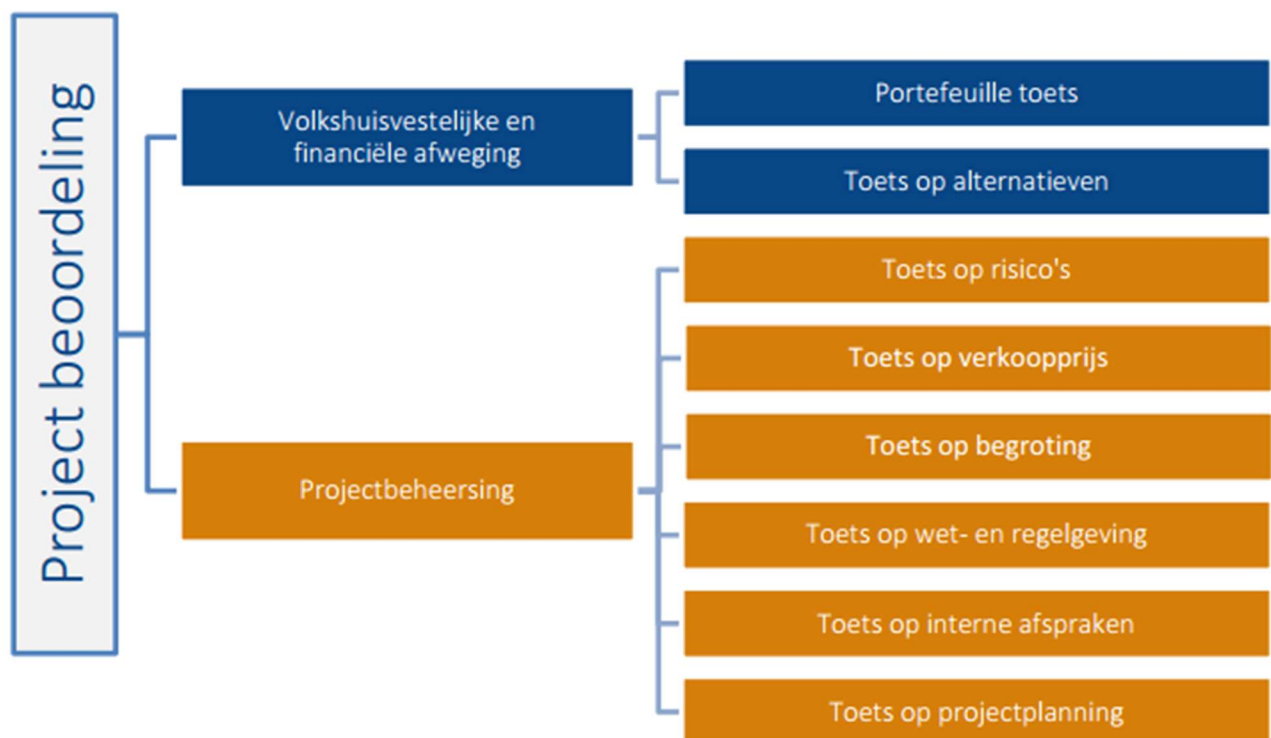 Project beoordeling
Volkshuisvestelijke en
financiële afweging
Portefeuille toets
Toets op alternatieven
Projectbeheersing
Toets op risico's
Toets op verkoopprijs
Toets op begroting
Toets op wet- en regelgeving
Toets op interne afspraken
Toets op projectplanning